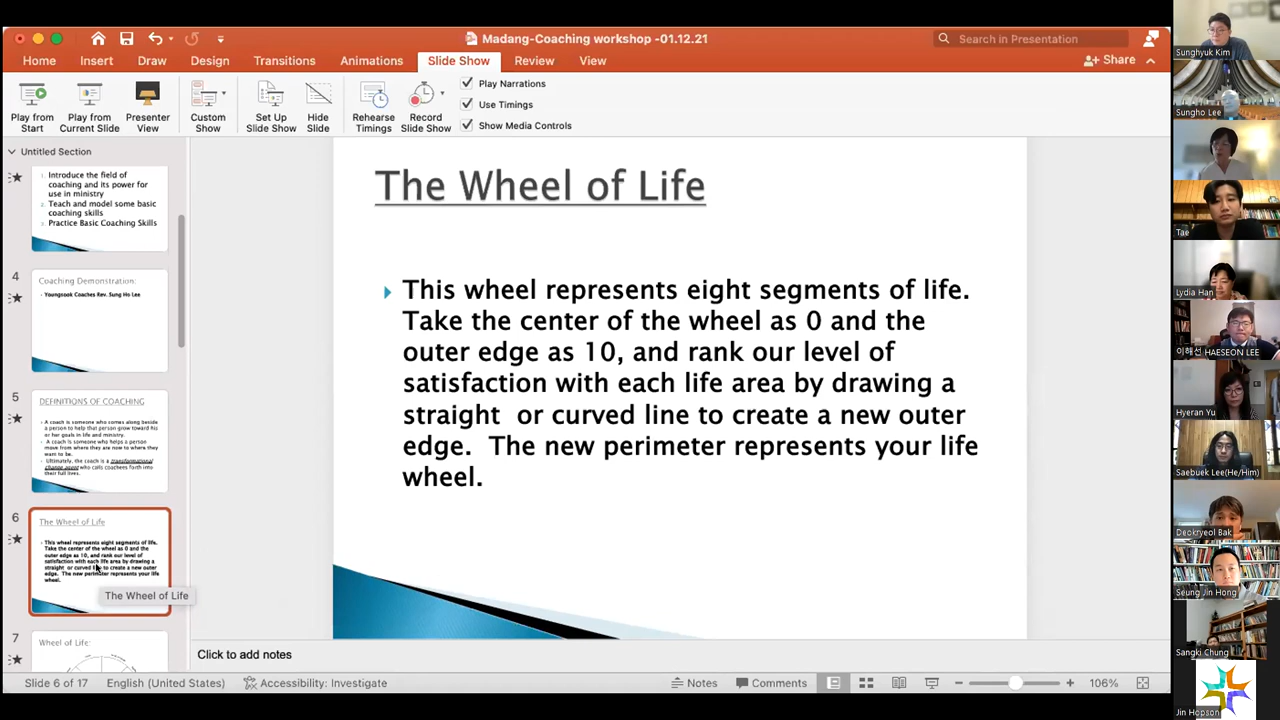 Madang-Coaching workshop -01.12.21
Search in Presentation
Home Insert Draw Design Transitions Animations Slide Show Review View
Share
Play from Start
Play from Current Slide
Presenter View
Custom Show
Set Up Slide Show
Hide Slide
Rehearse Timings
Record Slide Show
Play Narrations
Use Timings
Show Media Controls
Untitled Section
1. Introduce the field of
coaching and its power for
use in ministry
2. Teach and model some basic
coaching skills
3. Practice Basic Coaching Skills
4
Coaching Demonstration:
Youngsook Coaches Rev. Sung Ho Lee
5
DEFINITIONS OF COACHING
A coach is someone who comes along beside
a person to help that person grow toward his
or her goals in life and ministry.
A coach is someone who helps a person
move from where they are now to where they
want to be.
Ultimately, the coach is a transformational
change agent who calls coachees forth into
their full lives.
6
The Wheel of Life
This wheel represents eight segments of life.
Take the center of the wheel as 0 and the
outer edge as 10, and rank our level of
satisfaction with each life area by drawing a
straight or curved line to create a new outer
edge. The new perimeter represents your life
wheel.
The Wheel of Life
7
Wheel of Life:
The Wheel of Life
This wheel represents eight segments of life.
Take the center of the wheel as 0 and the
outer edge as 10, and rank our level of
satisfaction with each life area by drawing a
straight  or curved line to create a new outer
edge.  The new perimeter represents your life
wheel.
Click to add notes
Slide 6 of 17 English (United States) Accessibility: Investigate Notes Comments 106%
Sunghyuk Kim
Sungho Lee
Tae
Lydia Han
이해선 HAESEON LEE
Hyeran Yu
Saebuek Lee(He/Him)
Deokryeol Bak
Seung Jin Hong
Sangki Chung
Jin Hopson